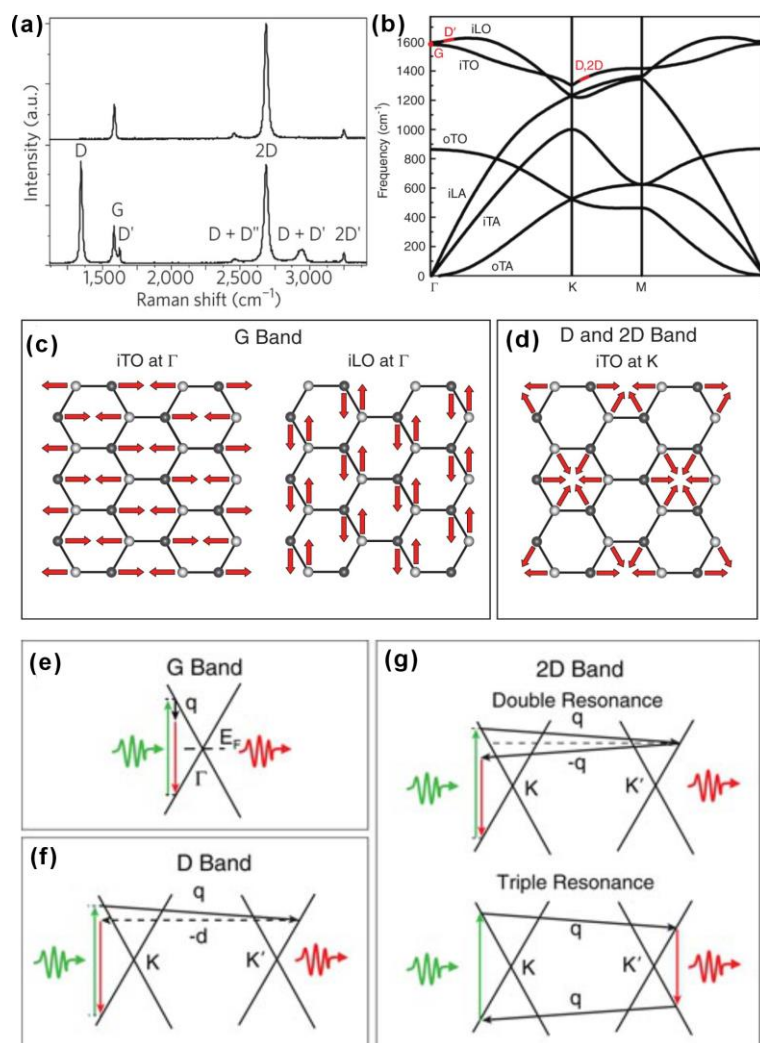 (a)
Intensity (a.u.)
D
2D
G
D'
D + D"
D + D'
2D'
1,500 2,000 2,500 3,000
Raman shift (cm⁻¹)
(b)
Frequency (cm⁻¹)
1600
1400
1200
1000
800
600
400
200
0
D'
iLO
G
iTO
D,2D
oTO
iLA
iTA
oTA
Γ K M
(c)
G Band
iTO at Γ iLO at Γ
(d)
D and 2D Band
iTO at K
(e)
G Band
q
E_F
Γ
(f)
D Band
q
-d
K K'
(g)
2D Band
Double Resonance
q
-q
K K'
Triple Resonance
q
K K'
q